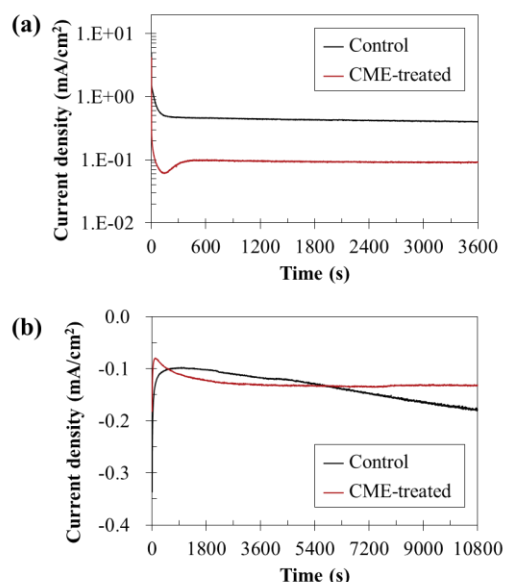 (a)
Current density (mA/cm²)
1.E+01
1.E+00
1.E-01
1.E-02
Control
CME-treated
0 600 1200 1800 2400 3000 3600
Time (s)
(b)
Current density (mA/cm²)
0.0
-0.1
-0.2
-0.3
-0.4
Control
CME-treated
0 1800 3600 5400 7200 9000 10800
Time (s)